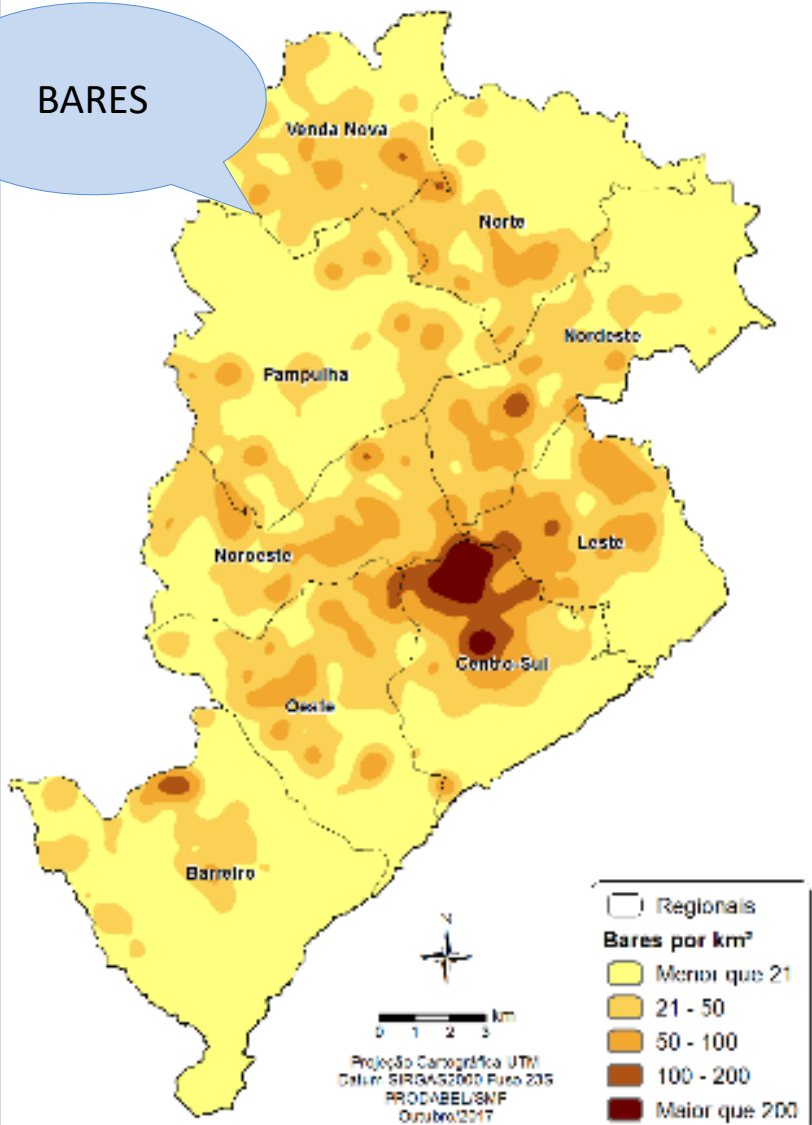 BARES
Venda Nova
Norte
Nordeste
Pampulha
Noroeste
Leste
Centro-Sul
Oeste
Barreiro
N
km
0 1 2 3
Projeção Cartográfica UTM
Datum SIRGAS2000 Fuso 23S
PRODABEL/SMF
Outubro/2017
Regionais
Bares por km²
Menor que 21
21 - 50
50 - 100
100 - 200
Maior que 200